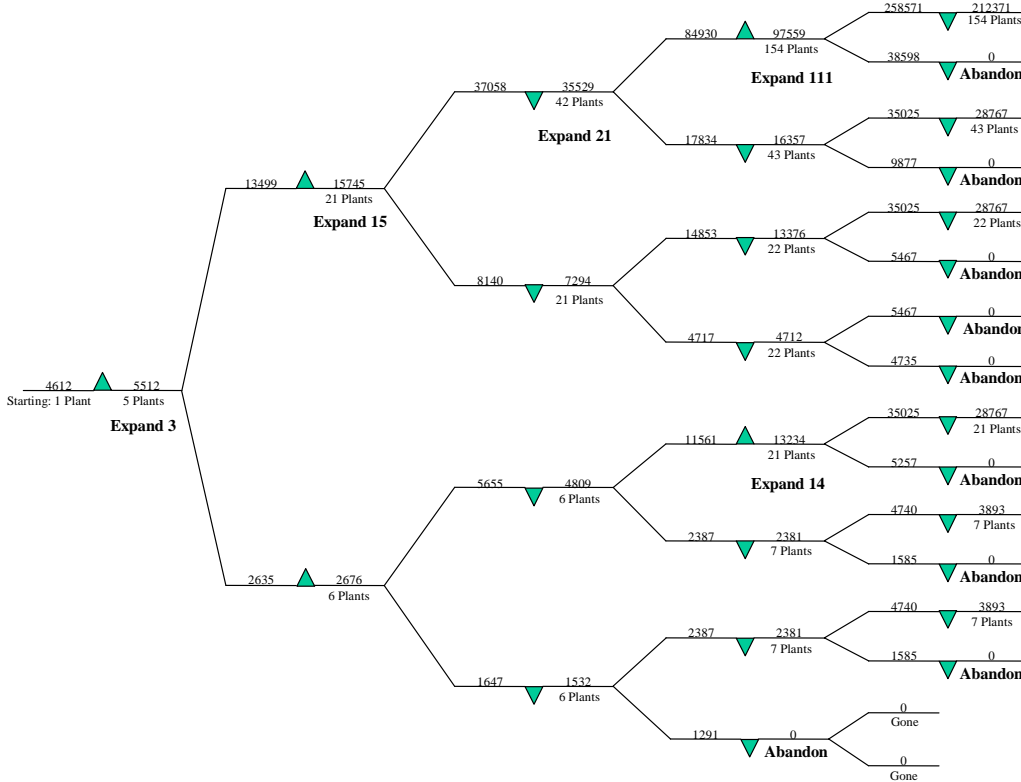 258571 212371
154 Plants
84930 97559
154 Plants
38598 0
Expand 111
Abandon
37058 35529
42 Plants
35025 28767
43 Plants
Expand 21
17834 16357
43 Plants
9877 0
Abandon
13499 15745
21 Plants
Expand 15
35025 28767
22 Plants
14853 13376
22 Plants
5467 0
Abandon
8140 7294
21 Plants
5467 0
Abandon
4717 4712
22 Plants
4735 0
Abandon
4612 5512
Starting: 1 Plant 5 Plants
Expand 3
35025 28767
21 Plants
11561 13234
21 Plants
5257 0
Expand 14
Abandon
5655 4809
6 Plants
4740 3893
7 Plants
2387 2381
7 Plants
1585 0
Abandon
2635 2676
6 Plants
4740 3893
7 Plants
2387 2381
7 Plants
1585 0
Abandon
1647 1532
6 Plants
0
Gone
1291 0
Abandon
0
Gone